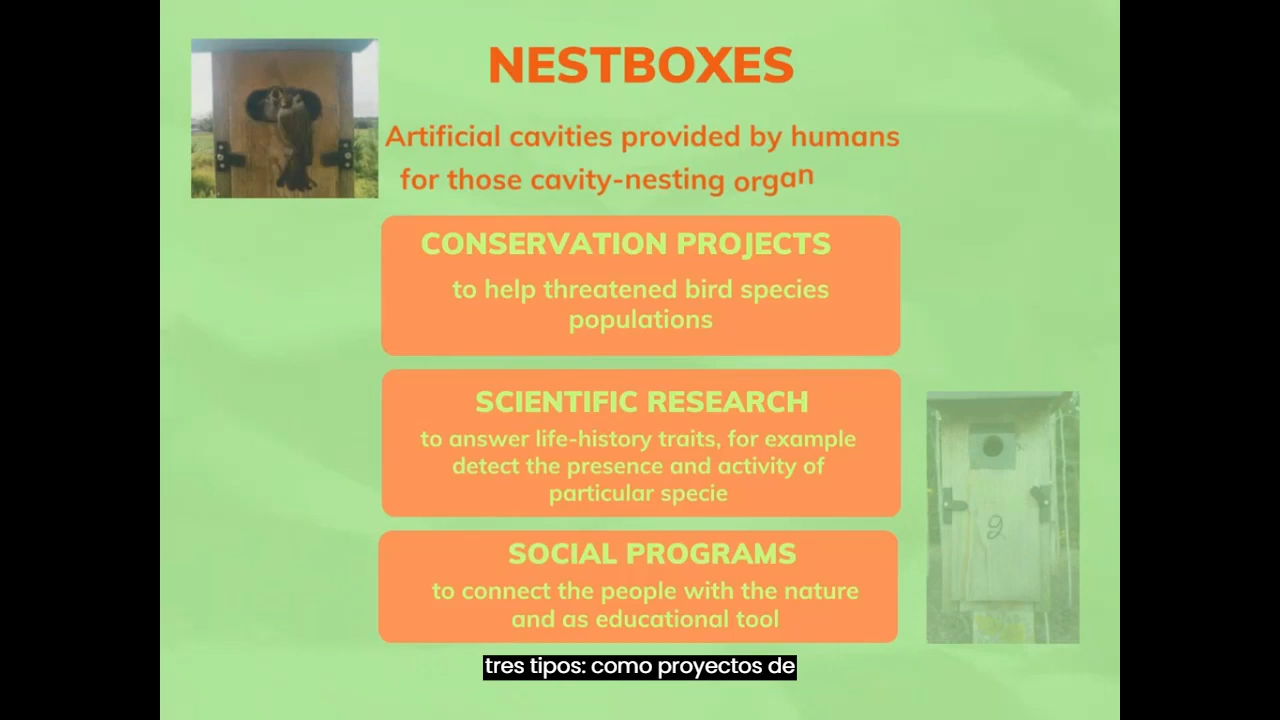 NESTBOXES
Artificial cavities provided by humans
for those cavity-nesting organ
CONSERVATION PROJECTS
to help threatened bird species
populations
SCIENTIFIC RESEARCH
to answer life-history traits, for example
detect the presence and activity of
particular specie
9
SOCIAL PROGRAMS
to connect the people with the nature
and as educational tool
tres tipos: como proyectos de